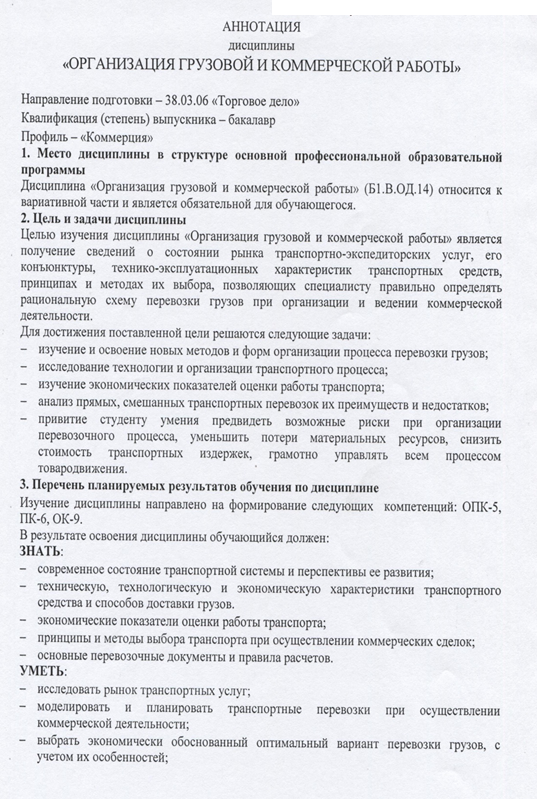 АННОТАЦИЯ
дисциплины
«ОРГАНИЗАЦИЯ ГРУЗОВОЙ И КОММЕРЧЕСКОЙ РАБОТЫ»
Направление подготовки – 38.03.06 «Торговое дело»
Квалификация (степень) выпускника – бакалавр
Профиль – «Коммерция»
1. Место дисциплины в структуре основной профессиональной образовательной
программы
Дисциплина «Организация грузовой и коммерческой работы» (Б1.В.ОД.14) относится к
вариативной части и является обязательной для обучающегося.
2. Цель и задачи дисциплины
Целью изучения дисциплины «Организация грузовой и коммерческой работы» является
получение сведений о состоянии рынка транспортно-экспедиторских услуг, его
конъюнктуры, технико-эксплуатационных характеристик транспортных средств,
принципах и методах их выбора, позволяющих специалисту правильно определять
рациональную схему перевозки грузов при организации и ведении коммерческой
деятельности.
Для достижения поставленной цели решаются следующие задачи:
– изучение и освоение новых методов и форм организации процесса перевозки грузов;
– исследование технологии и организации транспортного процесса;
– изучение экономических показателей оценки работы транспорта;
– анализ прямых, смешанных транспортных перевозок их преимуществ и недостатков;
– привитие студенту умения предвидеть возможные риски при организации
перевозочного процесса, уменьшить потери материальных ресурсов, снизить
стоимость транспортных издержек, грамотно управлять всем процессом
товародвижения.
3. Перечень планируемых результатов обучения по дисциплине
Изучение дисциплины направлено на формирование следующих компетенций: ОПК-5,
ПК-6, ОК-9.
В результате освоения дисциплины обучающийся должен:
ЗНАТЬ:
– современное состояние транспортной системы и перспективы ее развития;
– техническую, технологическую и экономическую характеристики транспортного
средства и способов доставки грузов.
– экономические показатели оценки работы транспорта;
– принципы и методы выбора транспорта при осуществлении коммерческих сделок;
– основные перевозочные документы и правила расчетов.
УМЕТЬ:
– исследовать рынок транспортных услуг;
– моделировать и планировать транспортные перевозки при осуществлении
коммерческой деятельности;
– выбрать экономически обоснованный оптимальный вариант перевозки грузов, с
учетом их особенностей;